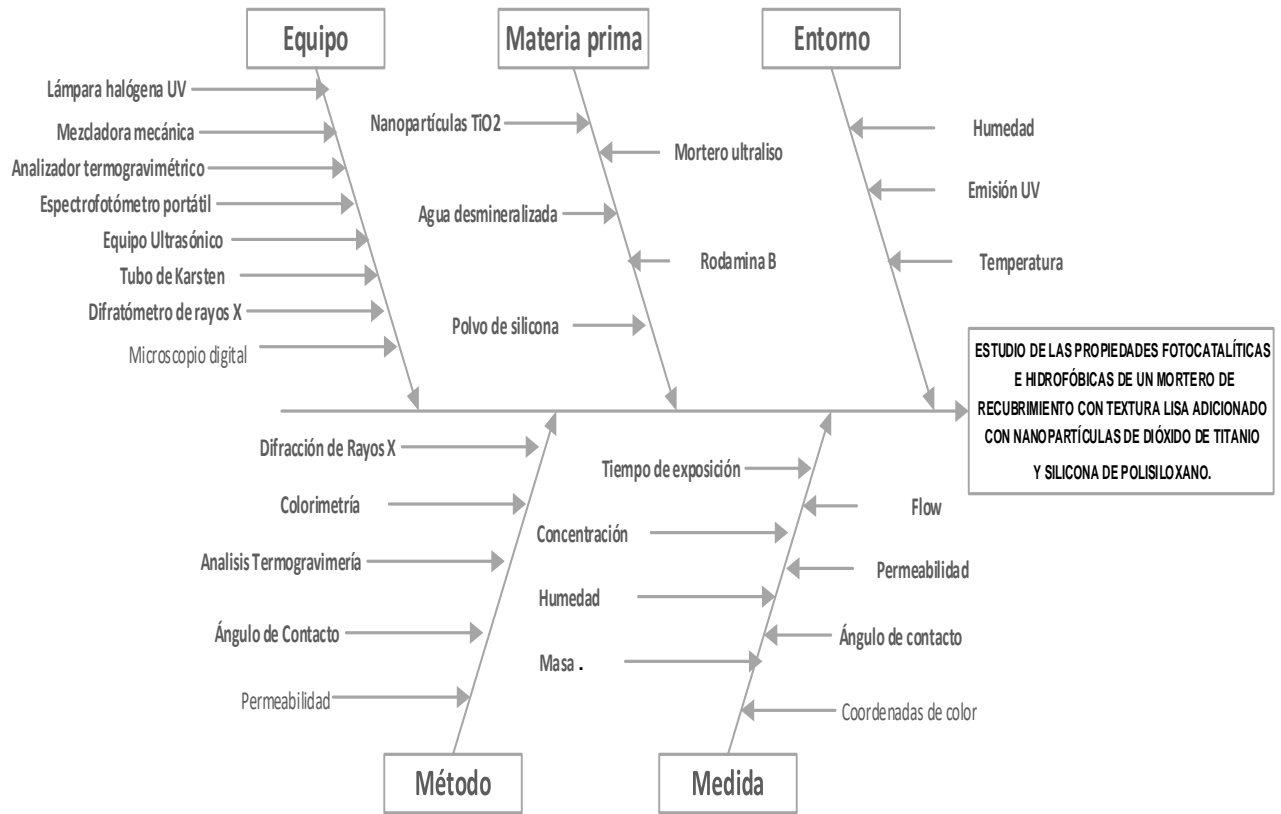 Equipo
Materia prima
Entorno
Lámpara halógena UV
Mezcladora mecánica
Analizador termogravimétrico
Espectrofotómetro portátil
Equipo Ultrasónico
Tubo de Karsten
Difratómetro de rayos X
Microscopio digital
Nanopartículas TiO2
Mortero ultraliso
Agua desmineralizada
Rodamina B
Polvo de silicona
Humedad
Emisión UV
Temperatura
ESTUDIO DE LAS PROPIEDADES FOTOCATALÍTICAS
E HIDROFÓBICAS DE UN MORTERO DE
RECUBRIMIENTO CON TEXTURA LISA ADICIONADO
CON NANOPARTÍCULAS DE DIÓXIDO DE TITANIO
Y SILICONA DE POLISILOXANO.
Difracción de Rayos X
Colorimetría
Analisis Termogravimería
Ángulo de Contacto
Permeabilidad
Tiempo de exposición
Flow
Concentración
Permeabilidad
Humedad
Ángulo de contacto
Masa .
Coordenadas de color
Método
Medida